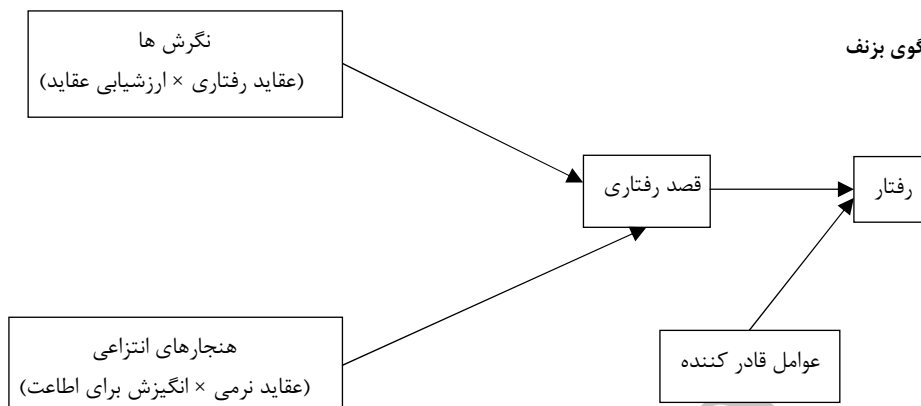 گوی بزنف
نگرش ها
(عقاید رفتاری × ارزشیابی عقاید)
قصد رفتاری
رفتار
هنجارهای انتزاعی
(عقاید نرمی × انگیزش برای اطاعت)
عوامل قادر کننده